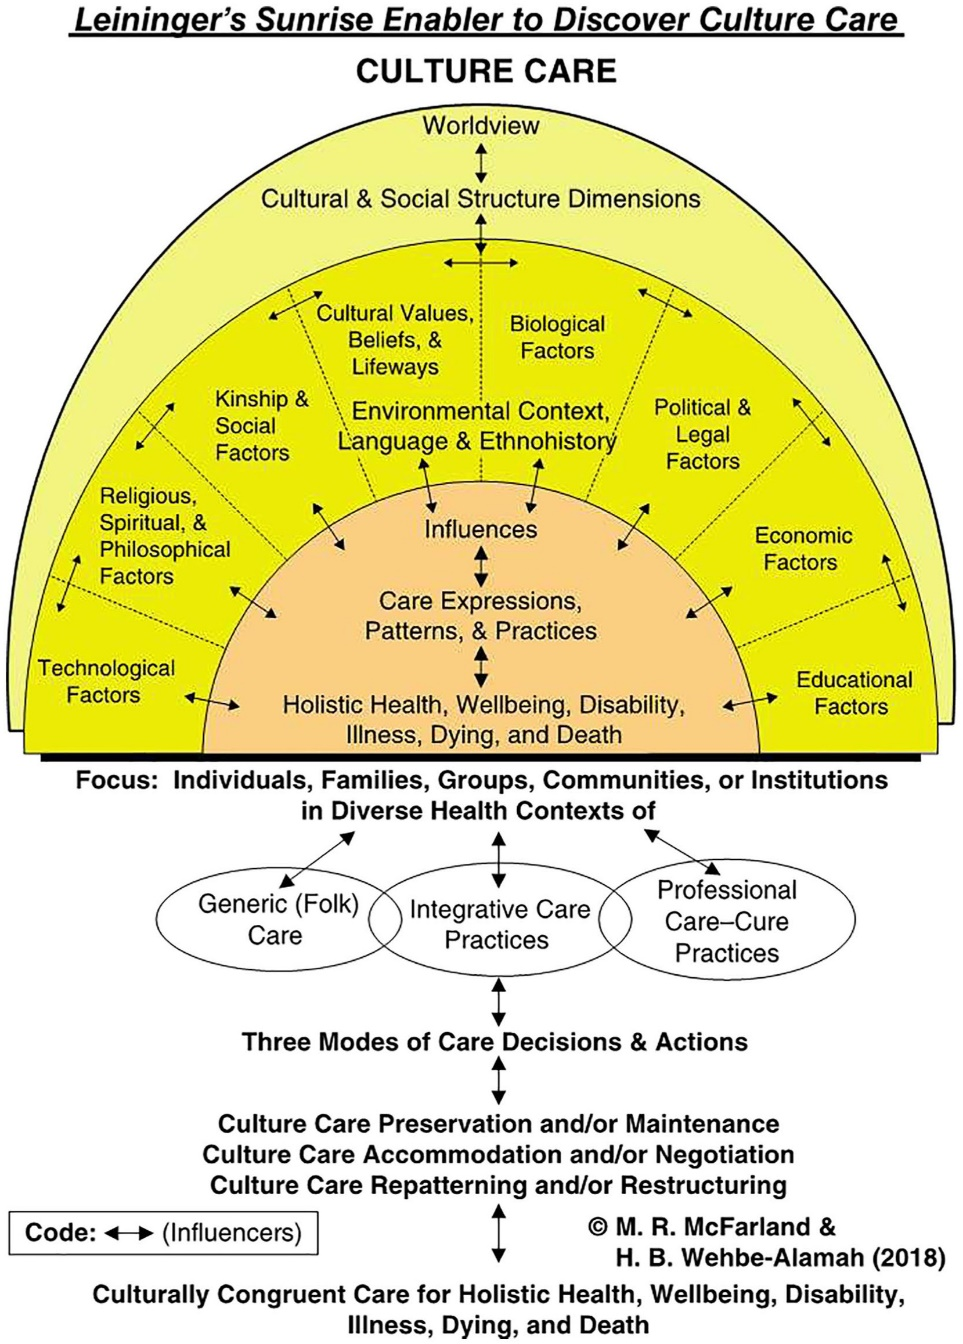 Leininger’s Sunrise Enabler to Discover Culture Care
CULTURE CARE
Worldview
Cultural & Social Structure Dimensions
Cultural Values,
Beliefs, &
Lifeways
Biological
Factors
Kinship &
Social
Factors
Environmental Context,
Language & Ethnohistory
Political &
Legal
Factors
Religious,
Spiritual, &
Philosophical
Factors
Economic
Factors
Technological
Factors
Educational
Factors
Influences
Care Expressions,
Patterns, & Practices
Holistic Health, Wellbeing, Disability,
Illness, Dying, and Death
Focus: Individuals, Families, Groups, Communities, or Institutions
in Diverse Health Contexts of
Generic (Folk)
Care
Integrative Care
Practices
Professional
Care–Cure
Practices
Three Modes of Care Decisions & Actions
Culture Care Preservation and/or Maintenance
Culture Care Accommodation and/or Negotiation
Culture Care Repatterning and/or Restructuring
Code: ↔ (Influencers)
© M. R. McFarland &
H. B. Wehbe-Alamah (2018)
Culturally Congruent Care for Holistic Health, Wellbeing, Disability,
Illness, Dying, and Death